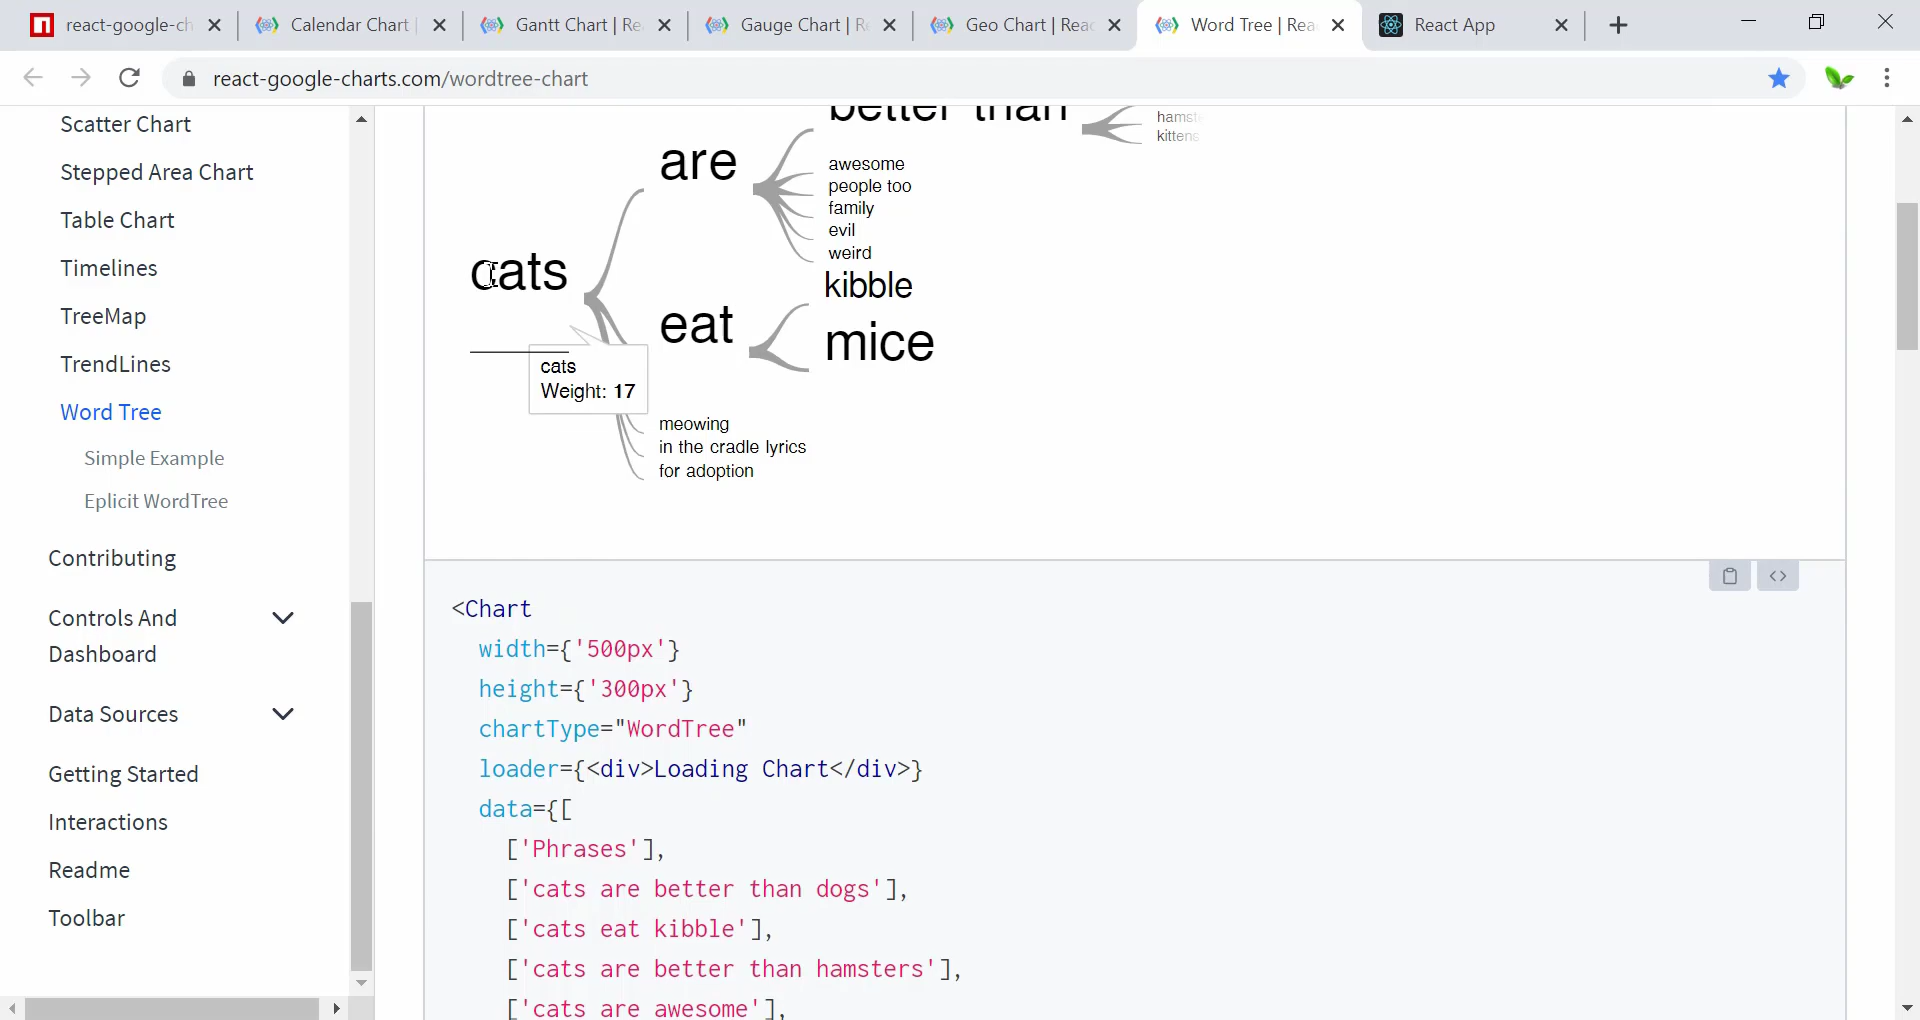 react-google-ch
Calendar Chart |
Gantt Chart | Re
Gauge Chart | R
Geo Chart | Reac
Word Tree | Rea
React App
react-google-charts.com/wordtree-chart
Scatter Chart
Stepped Area Chart
Table Chart
Timelines
TreeMap
TrendLines
Word Tree
Simple Example
Eplicit WordTree
Contributing
Controls And
Dashboard
Data Sources
Getting Started
Interactions
Readme
Toolbar
better than
hamste
kittens
are
awesome
people too
family
evil
weird
cats
kibble
eat
mice
cats
Weight: 17
meowing
in the cradle lyrics
for adoption
<Chart
width={'500px'}
height={'300px'}
chartType="WordTree"
loader={<div>Loading Chart</div>}
data={[
['Phrases'],
['cats are better than dogs'],
['cats eat kibble'],
['cats are better than hamsters'],
['cats are awesome'],